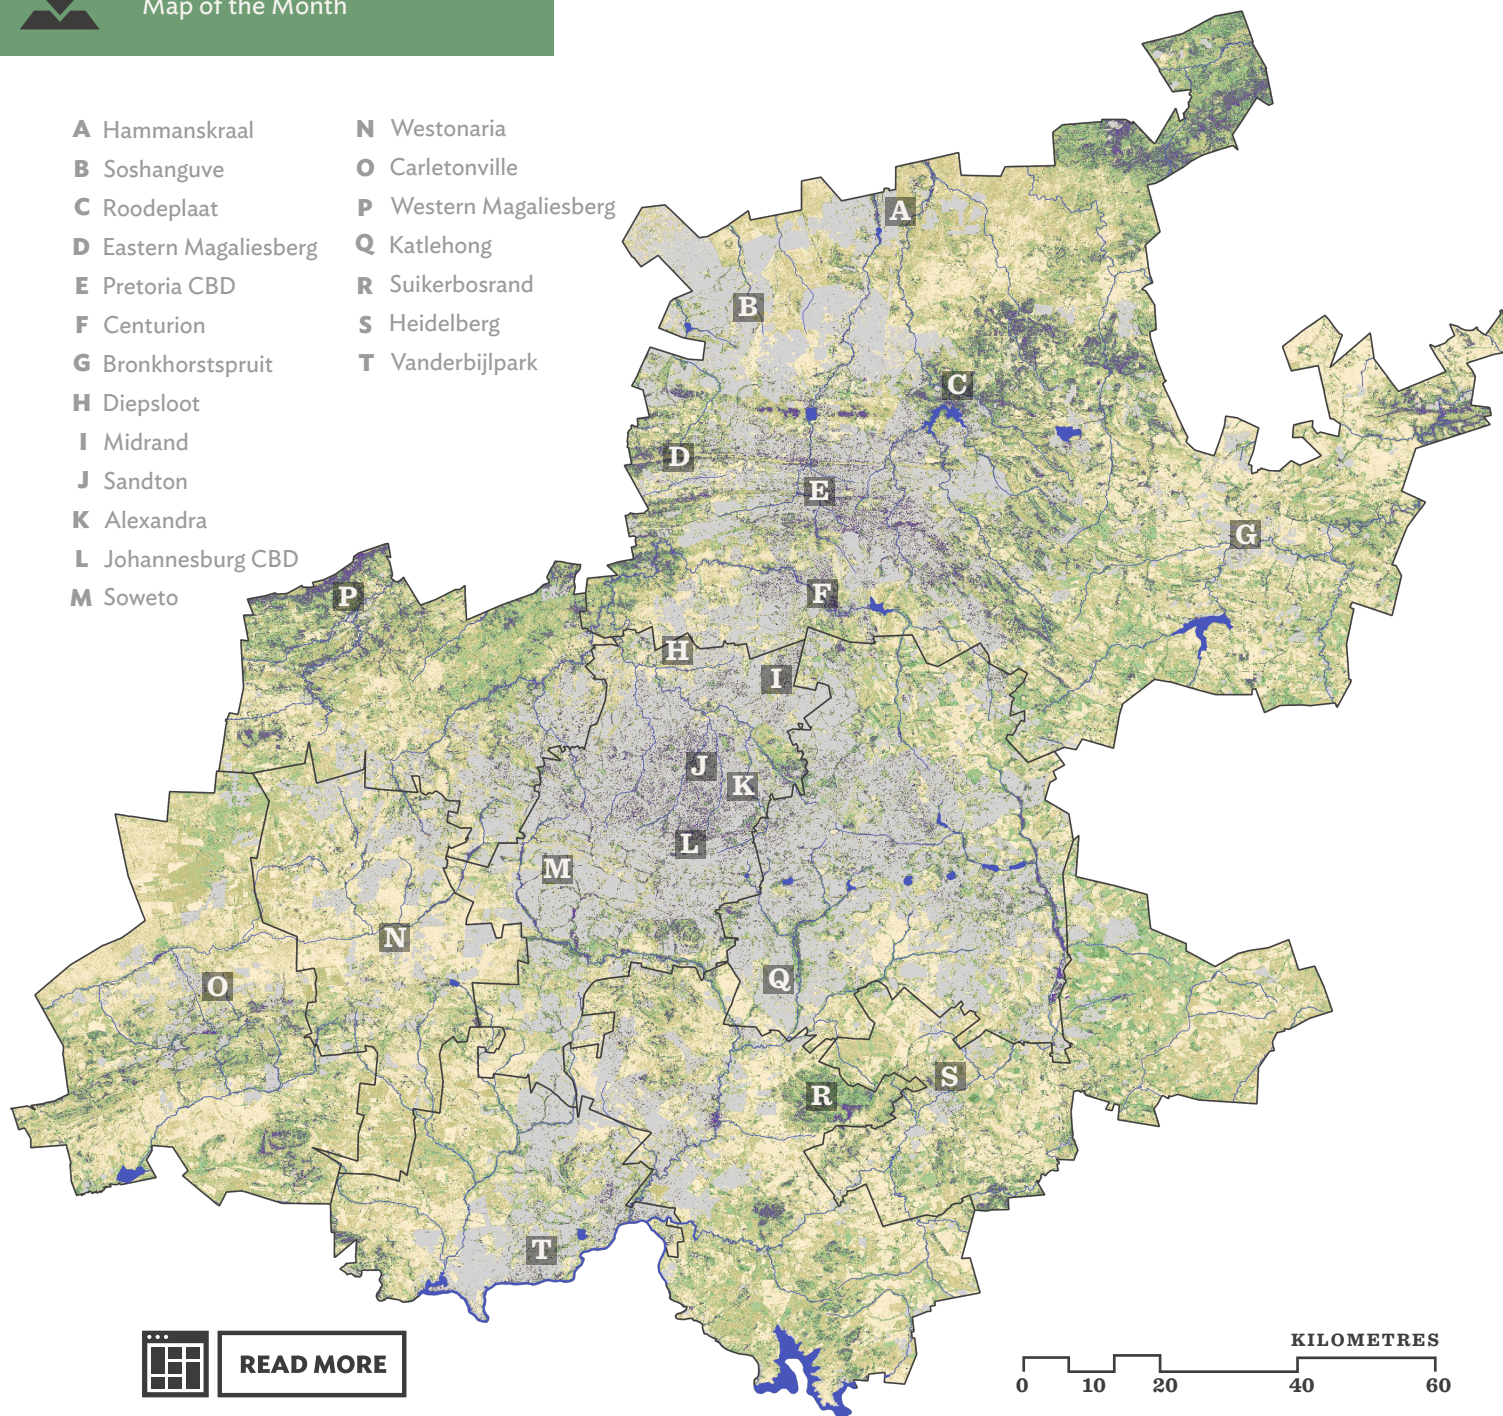 Map of the Month
A Hammanskraal
B Soshanguve
C Roodeplaat
D Eastern Magaliesberg
E Pretoria CBD
F Centurion
G Bronkhorstspruit
H Diepsloot
I Midrand
J Sandton
K Alexandra
L Johannesburg CBD
M Soweto
N Westonaria
O Carletonville
P Western Magaliesberg
Q Katlehong
R Suikerbosrand
S Heidelberg
T Vanderbijlpark
A
B
C
D
E
G
F
P
H
I
J
K
L
M
N
O
Q
S
R
T
READ MORE
KILOMETRES
0 10 20 40 60